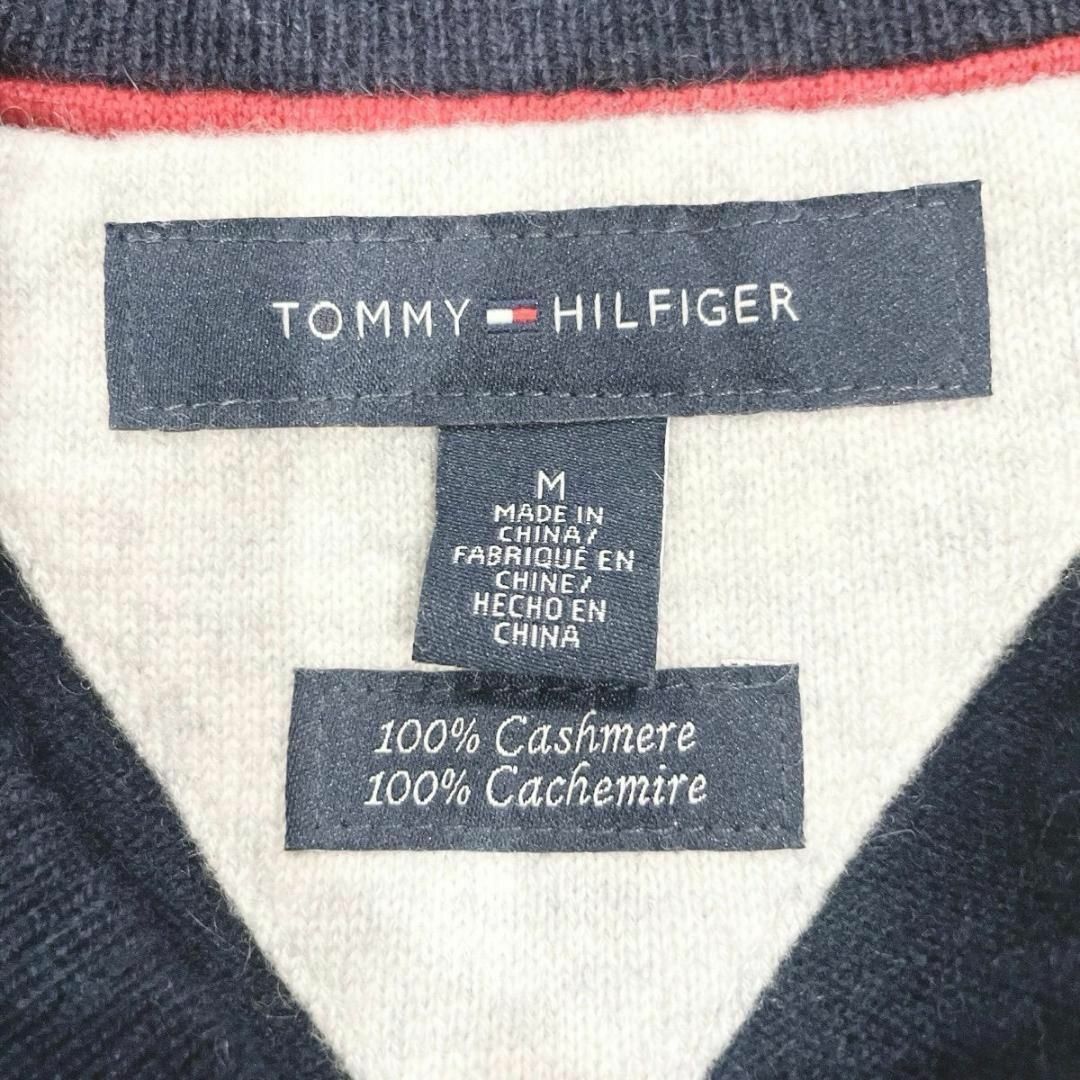 TOMMY HILFIGER
M
MADE IN
CHINA/
FABRIQUÉ EN
CHINE/
HECHO EN
CHINA
100% Cashmere
100% Cachemire